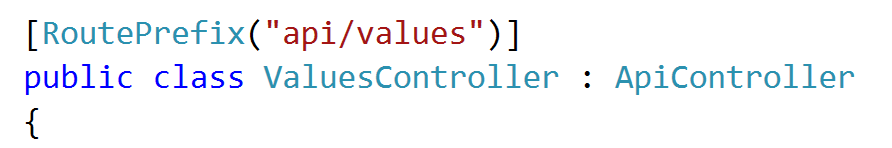 [RoutePrefix("api/values")]
public class ValuesController : ApiController
{